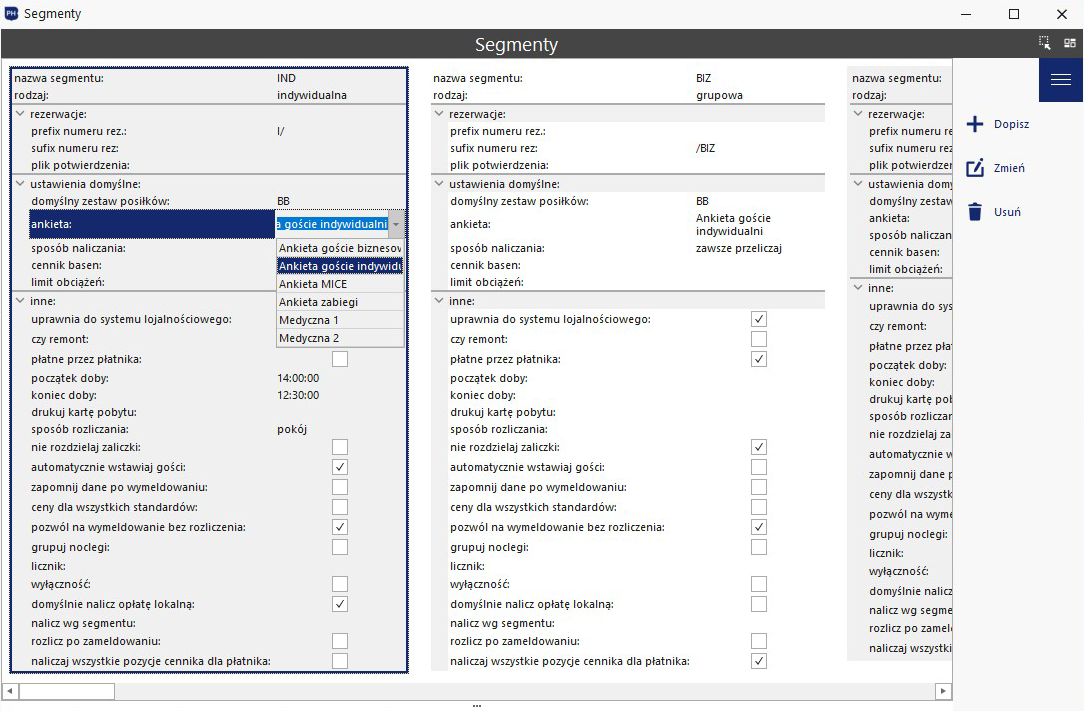 PH Segmenty
Segmenty
nazwa segmentu: IND
rodzaj: indywidualna
rezerwacje:
prefix numeru rez.: I/
sufix numeru rez:
plik potwierdzenia:
ustawienia domyślne:
domyślny zestaw posiłków: BB
ankieta: a goście indywidualni
Ankieta goście biznesov
Ankieta goście indywidu
Ankieta MICE
Ankieta zabiegi
Medyczna 1
Medyczna 2
sposób naliczania:
cennik basen:
limit obciążeń:
inne:
uprawnia do systemu lojalnościowego:
czy remont:
płatne przez płatnika:
początek doby: 14:00:00
koniec doby: 12:30:00
drukuj kartę pobytu:
sposób rozliczania: pokój
nie rozdzielaj zaliczki:
automatycznie wstawiaj gości:
zapomnij dane po wymeldowaniu:
ceny dla wszystkich standardów:
pozwól na wymeldowanie bez rozliczenia:
grupuj noclegi:
licznik:
wyłączność:
domyślnie nalicz opłatę lokalną:
nalicz wg segmentu:
rozlicz po zameldowaniu:
naliczaj wszystkie pozycje cennika dla płatnika:
nazwa segmentu: BIZ
rodzaj: grupowa
rezerwacje:
prefix numeru rez.:
sufix numeru rez: /BIZ
plik potwierdzenia:
ustawienia domyślne:
domyślny zestaw posiłków: BB
ankieta: Ankieta goście
indywidualni
sposób naliczania: zawsze przeliczaj
cennik basen:
limit obciążeń:
inne:
uprawnia do systemu lojalnościowego:
czy remont:
płatne przez płatnika:
początek doby:
koniec doby:
drukuj kartę pobytu:
sposób rozliczania:
nie rozdzielaj zaliczki:
automatycznie wstawiaj gości:
zapomnij dane po wymeldowaniu:
ceny dla wszystkich standardów:
pozwól na wymeldowanie bez rozliczenia:
grupuj noclegi:
licznik:
wyłączność:
domyślnie nalicz opłatę lokalną:
nalicz wg segmentu:
rozlicz po zameldowaniu:
naliczaj wszystkie pozycje cennika dla płatnika:
nazwa segmentu:
rodzaj:
rezerwacje:
prefix numeru re
sufix numeru rez
plik potwierdzer
ustawienia domy
domyślny zestaw
ankieta:
sposób naliczan
cennik basen:
limit obciążeń:
inne:
uprawnia do sys
czy remont:
płatne przez pła
początek doby:
koniec doby:
drukuj kartę pol
sposób rozliczar
nie rozdzielaj za
automatycznie w
zapomnij dane p
ceny dla wszystk
pozwól na wyme
grupuj noclegi:
licznik:
wyłączność:
domyślnie nalicz
nalicz wg segme
rozlicz po zamel
naliczaj wszystki
Dopisz
Zmień
Usuń